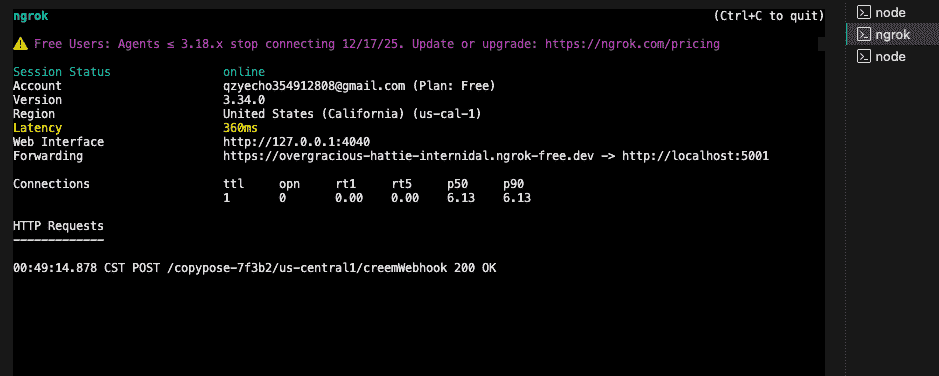 ngrok (Ctrl+C to quit)
⚠ Free Users: Agents ≤ 3.18.x stop connecting 12/17/25. Update or upgrade: https://ngrok.com/pricing
Session Status online
Account qzyecho354912808@gmail.com (Plan: Free)
Version 3.34.0
Region United States (California) (us-cal-1)
Latency 360ms
Web Interface http://127.0.0.1:4040
Forwarding https://overgracious-hattie-internidal.ngrok-free.dev -> http://localhost:5001
Connections ttl opn rt1 rt5 p50 p90
1 0 0.00 0.00 6.13 6.13
HTTP Requests
-------------
00:49:14.878 CST POST /copypose-7f3b2/us-central1/creemWebhook 200 OK
node
ngrok
node